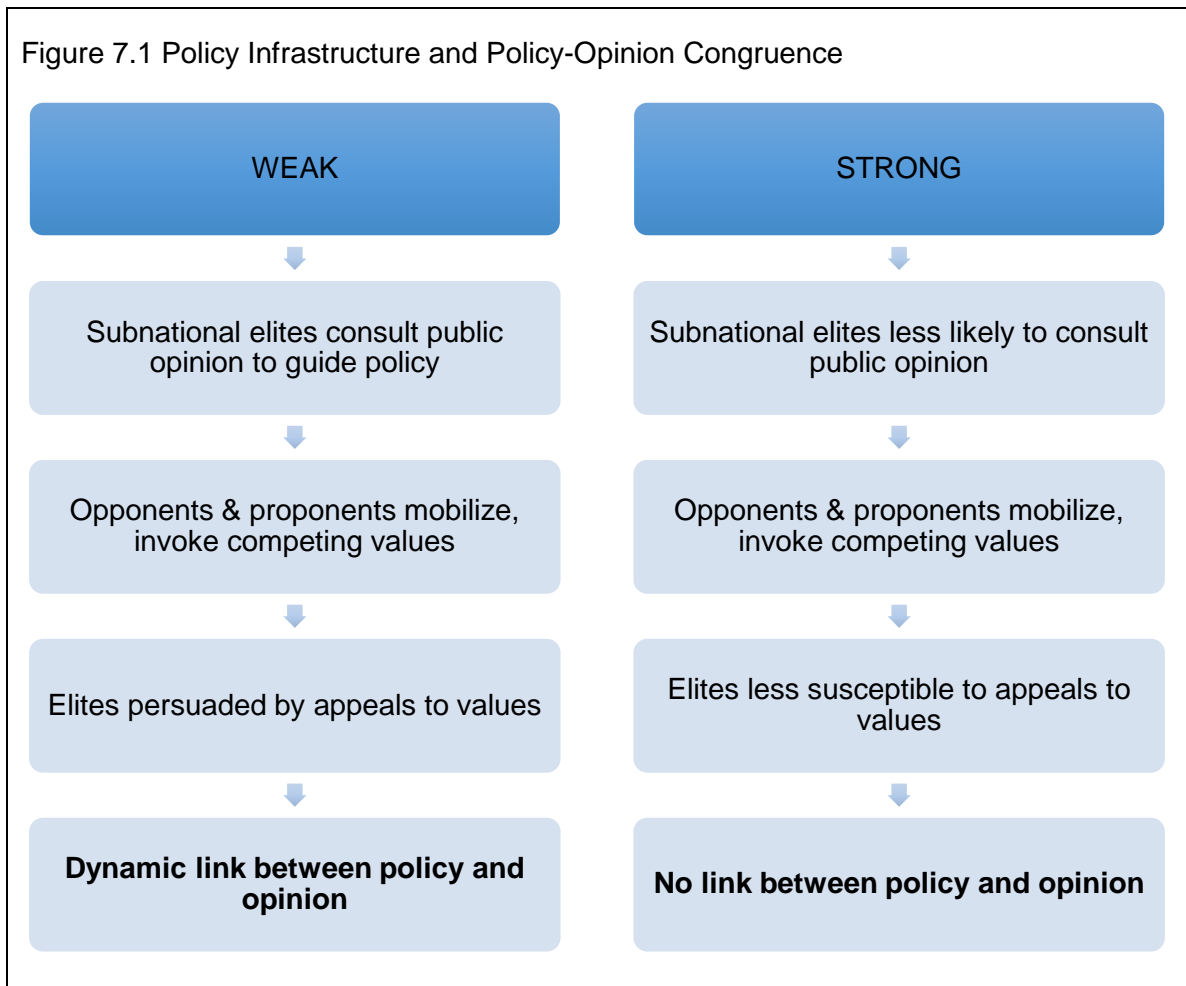 Figure 7.1 Policy Infrastructure and Policy-Opinion Congruence
WEAK
Subnational elites consult public
opinion to guide policy
Opponents & proponents mobilize,
invoke competing values
Elites persuaded by appeals to values
Dynamic link between policy and
opinion
STRONG
Subnational elites less likely to consult
public opinion
Opponents & proponents mobilize,
invoke competing values
Elites less susceptible to appeals to
values
No link between policy and opinion